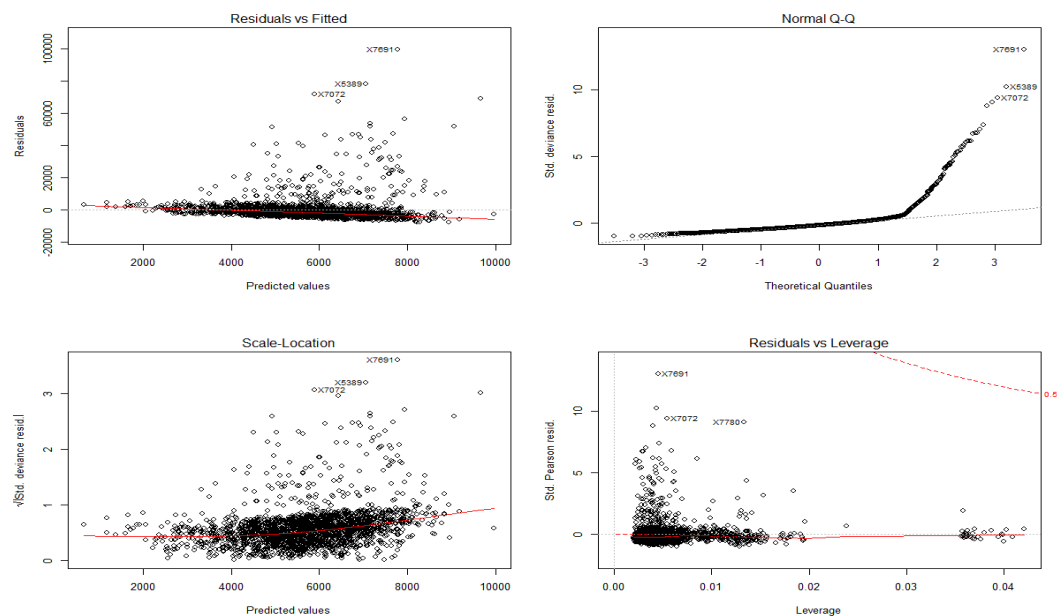 Residuals vs Fitted
Residuals
100000
60000
20000
0
-20000
X7691
X5389
X7072
2000
4000
6000
8000
10000
Predicted values
Normal Q-Q
Std. deviance resid.
10
5
0
X7691
X5389
X7072
-3
-2
-1
0
1
2
3
Theoretical Quantiles
Scale-Location
√|Std. deviance resid.|
3
2
1
0
X7691
X5389
X7072
2000
4000
6000
8000
10000
Predicted values
Residuals vs Leverage
Std. Pearson resid.
10
5
0
X7691
X7072
X7780
0.5
0.00
0.01
0.02
0.03
0.04
Leverage